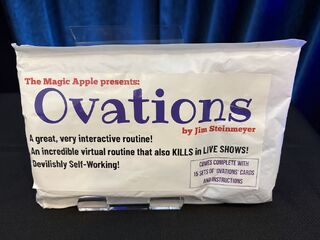 The Magic Apple presents:
Ovations
by Jim Steinmeyer
A great, very interactive routine!
An incredible virtual routine that also KILLS in LIVE SHOWS!
Devilishly Self-Working!
COMES COMPLETE WITH
15 SETS OF 'OVATIONS' CARDS
AND INSTRUCTIONS